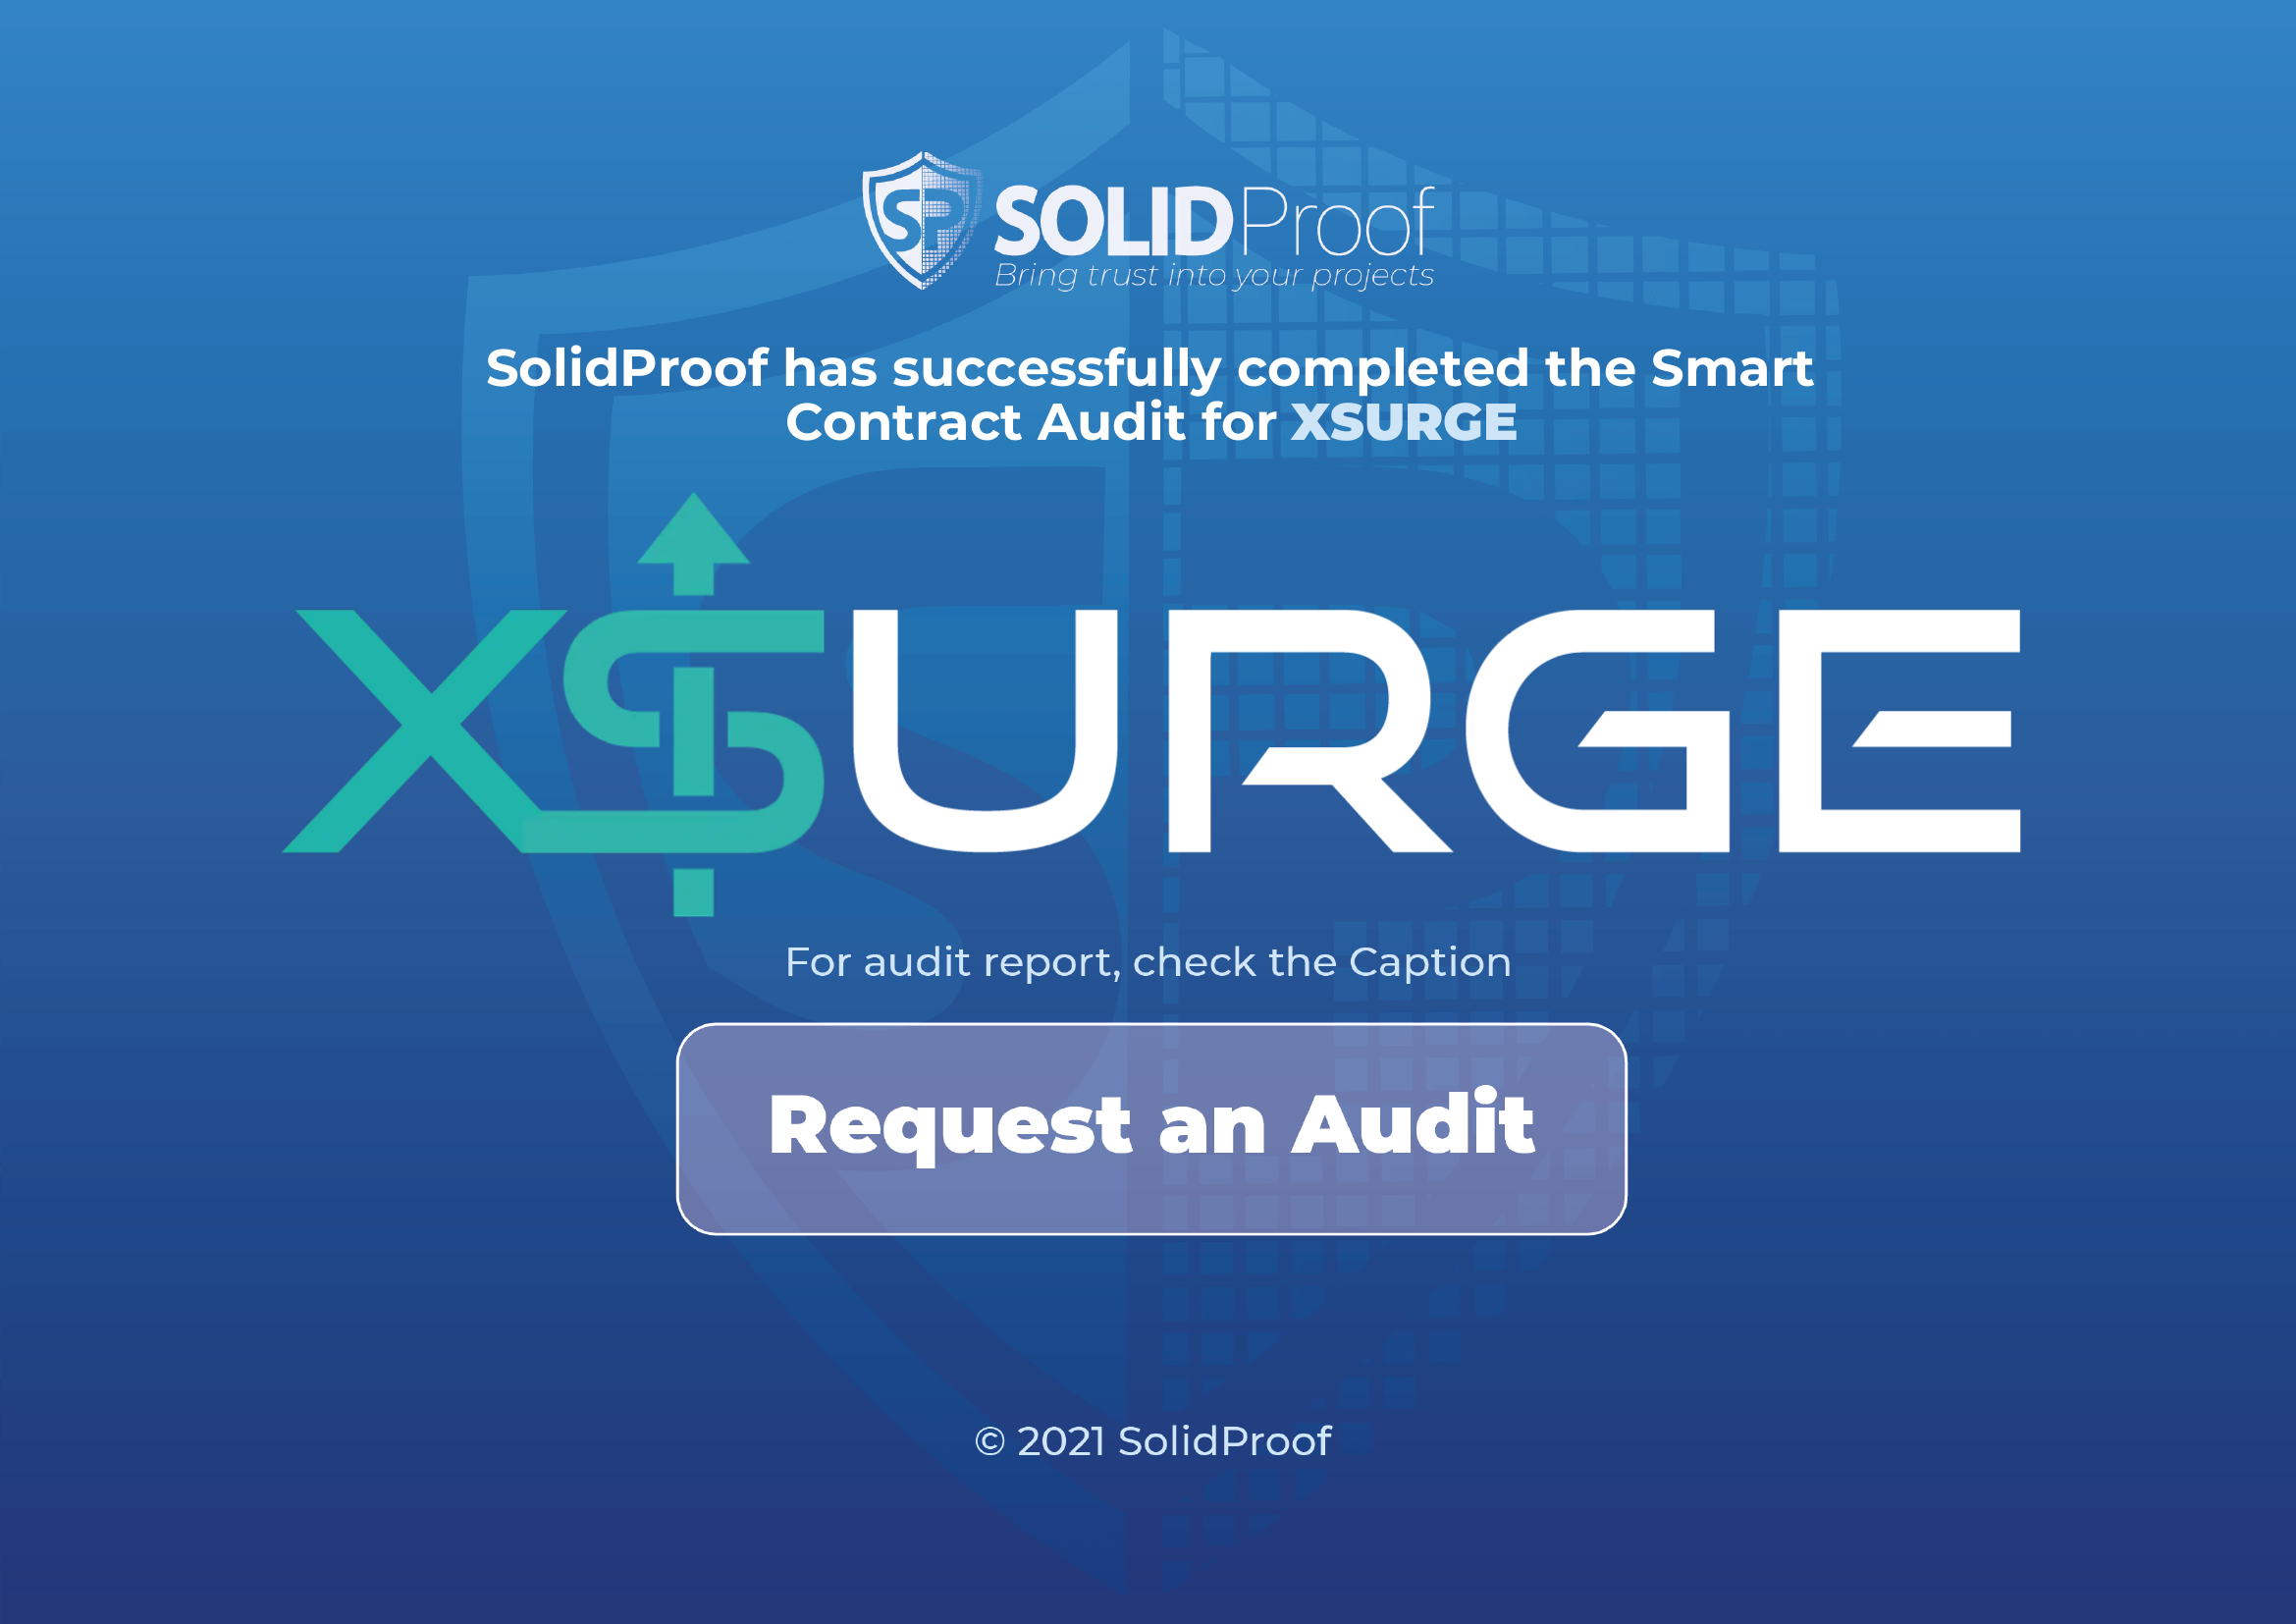 SP SOLIDProof
Bring trust into your projects
SolidProof has successfully completed the Smart
Contract Audit for XSURGE
XSURGE
For audit report, check the Caption
Request an Audit
© 2021 SolidProof